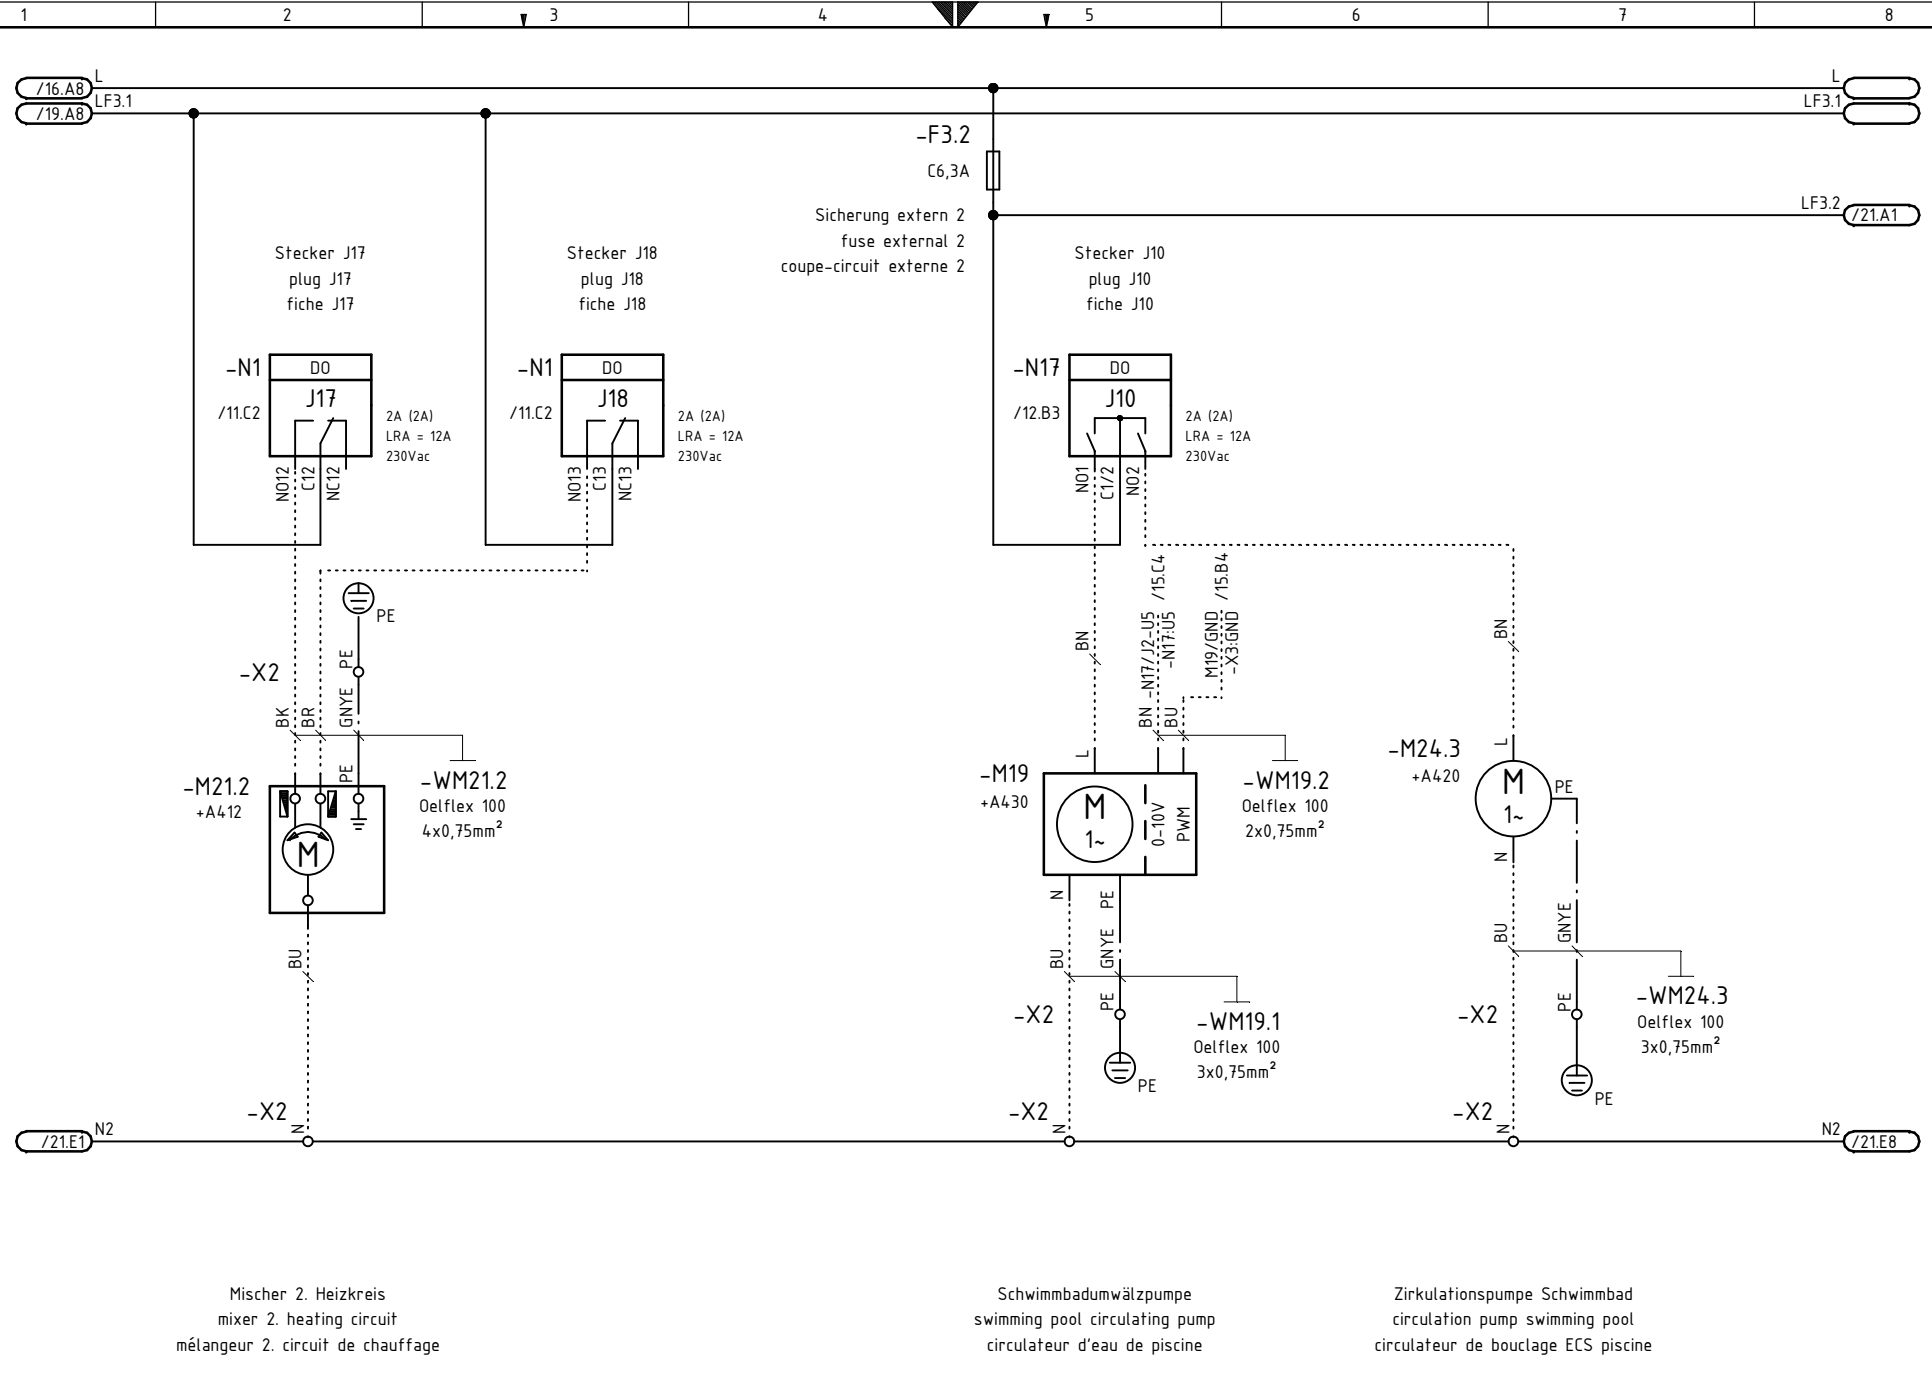 1 2 3 4 5 6 7 8
L L
/16.A8
LF3.1 LF3.1
/19.A8
-F3.2
C6,3A
LF3.2
/21.A1
Sicherung extern 2
fuse external 2
coupe-circuit externe 2
Stecker J17
plug J17
fiche J17
Stecker J18
plug J18
fiche J18
Stecker J10
plug J10
fiche J10
-N1
/11.C2
DO
J17
2A (2A)
LRA = 12A
230Vac
NO12
C12
NC12
-N1
/11.C2
DO
J18
2A (2A)
LRA = 12A
230Vac
NO13
C13
NC13
-N17
/12.B3
DO
J10
2A (2A)
LRA = 12A
230Vac
NO1
C1/2
NO2
PE
-X2
PE
BK
BR
GNYE
PE
-M21.2
+A412
M
-WM21.2
Oelflex 100
4x0,75mm²
BU
-X2
N
BN
-N17/J2-U5 /15.C4
-N17:U5
M19/GND /15.B4
-X3:GND
BN
BU
L
-M19
+A430
M
1~
0-10V
PWM
-WM19.2
Oelflex 100
2x0,75mm²
N
PE
BU
GNYE
-X2
PE
-WM19.1
Oelflex 100
3x0,75mm²
PE
-X2
N
BN
L
-M24.3
+A420
M
1~
PE
N
BU
GNYE
-X2
PE
-WM24.3
Oelflex 100
3x0,75mm²
PE
-X2
N
/21.E1
N2 N2
/21.E8
Mischer 2. Heizkreis
mixer 2. heating circuit
mélangeur 2. circuit de chauffage
Schwimmbadumwälzpumpe
swimming pool circulating pump
circulateur d'eau de piscine
Zirkulationspumpe Schwimmbad
circulation pump swimming pool
circulateur de bouclage ECS piscine